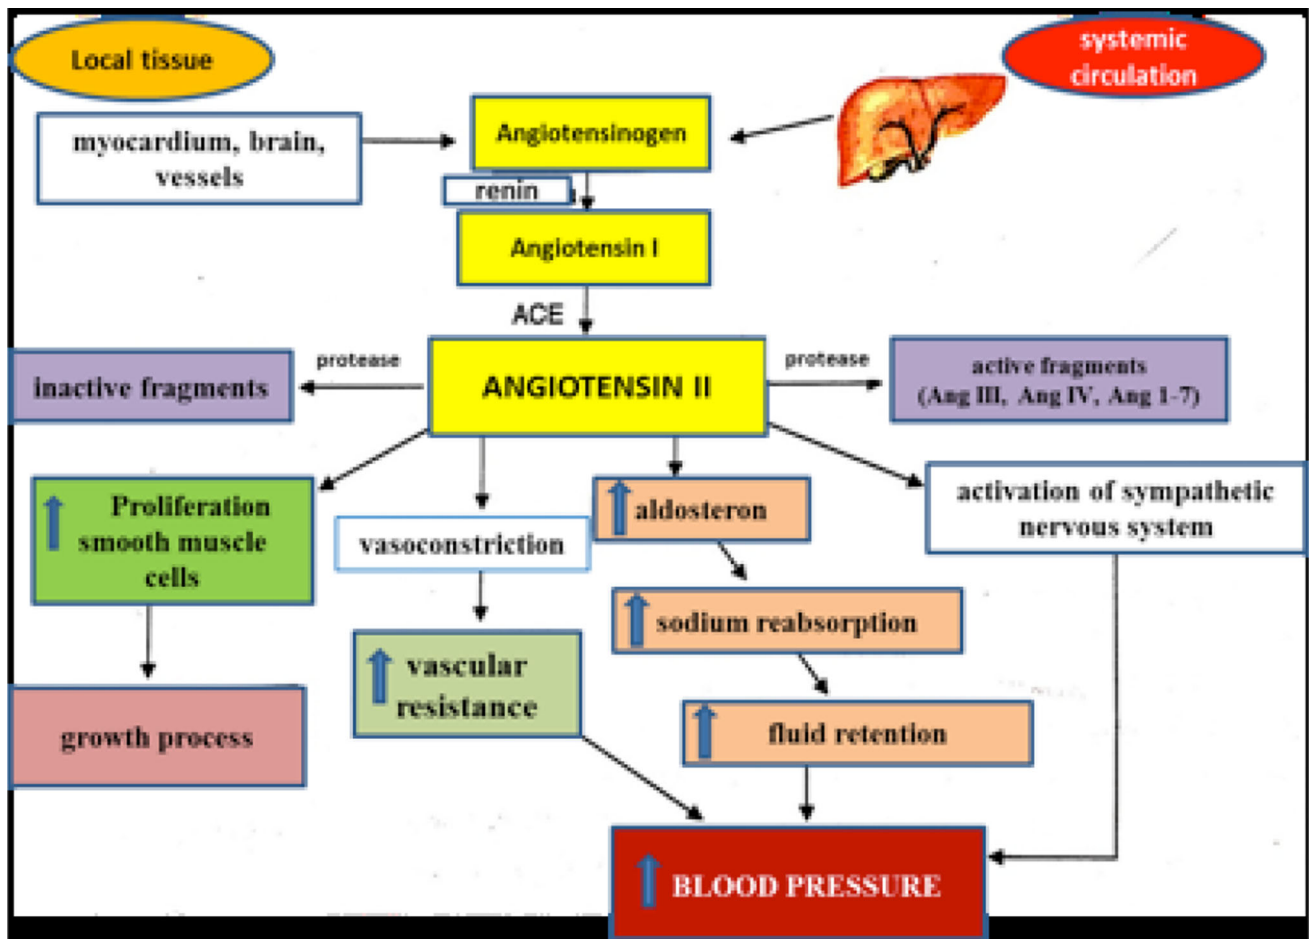 Local tissue
systemic
circulation
myocardium, brain,
vessels
Angiotensinogen
renin
Angiotensin I
ACE
inactive fragments
protease
ANGIOTENSIN II
protease
active fragments
(Ang III, Ang IV, Ang 1-7)
Proliferation
smooth muscle
cells
vasoconstriction
aldosteron
activation of sympathetic
nervous system
sodium reabsorption
vascular
resistance
growth process
fluid retention
BLOOD PRESSURE